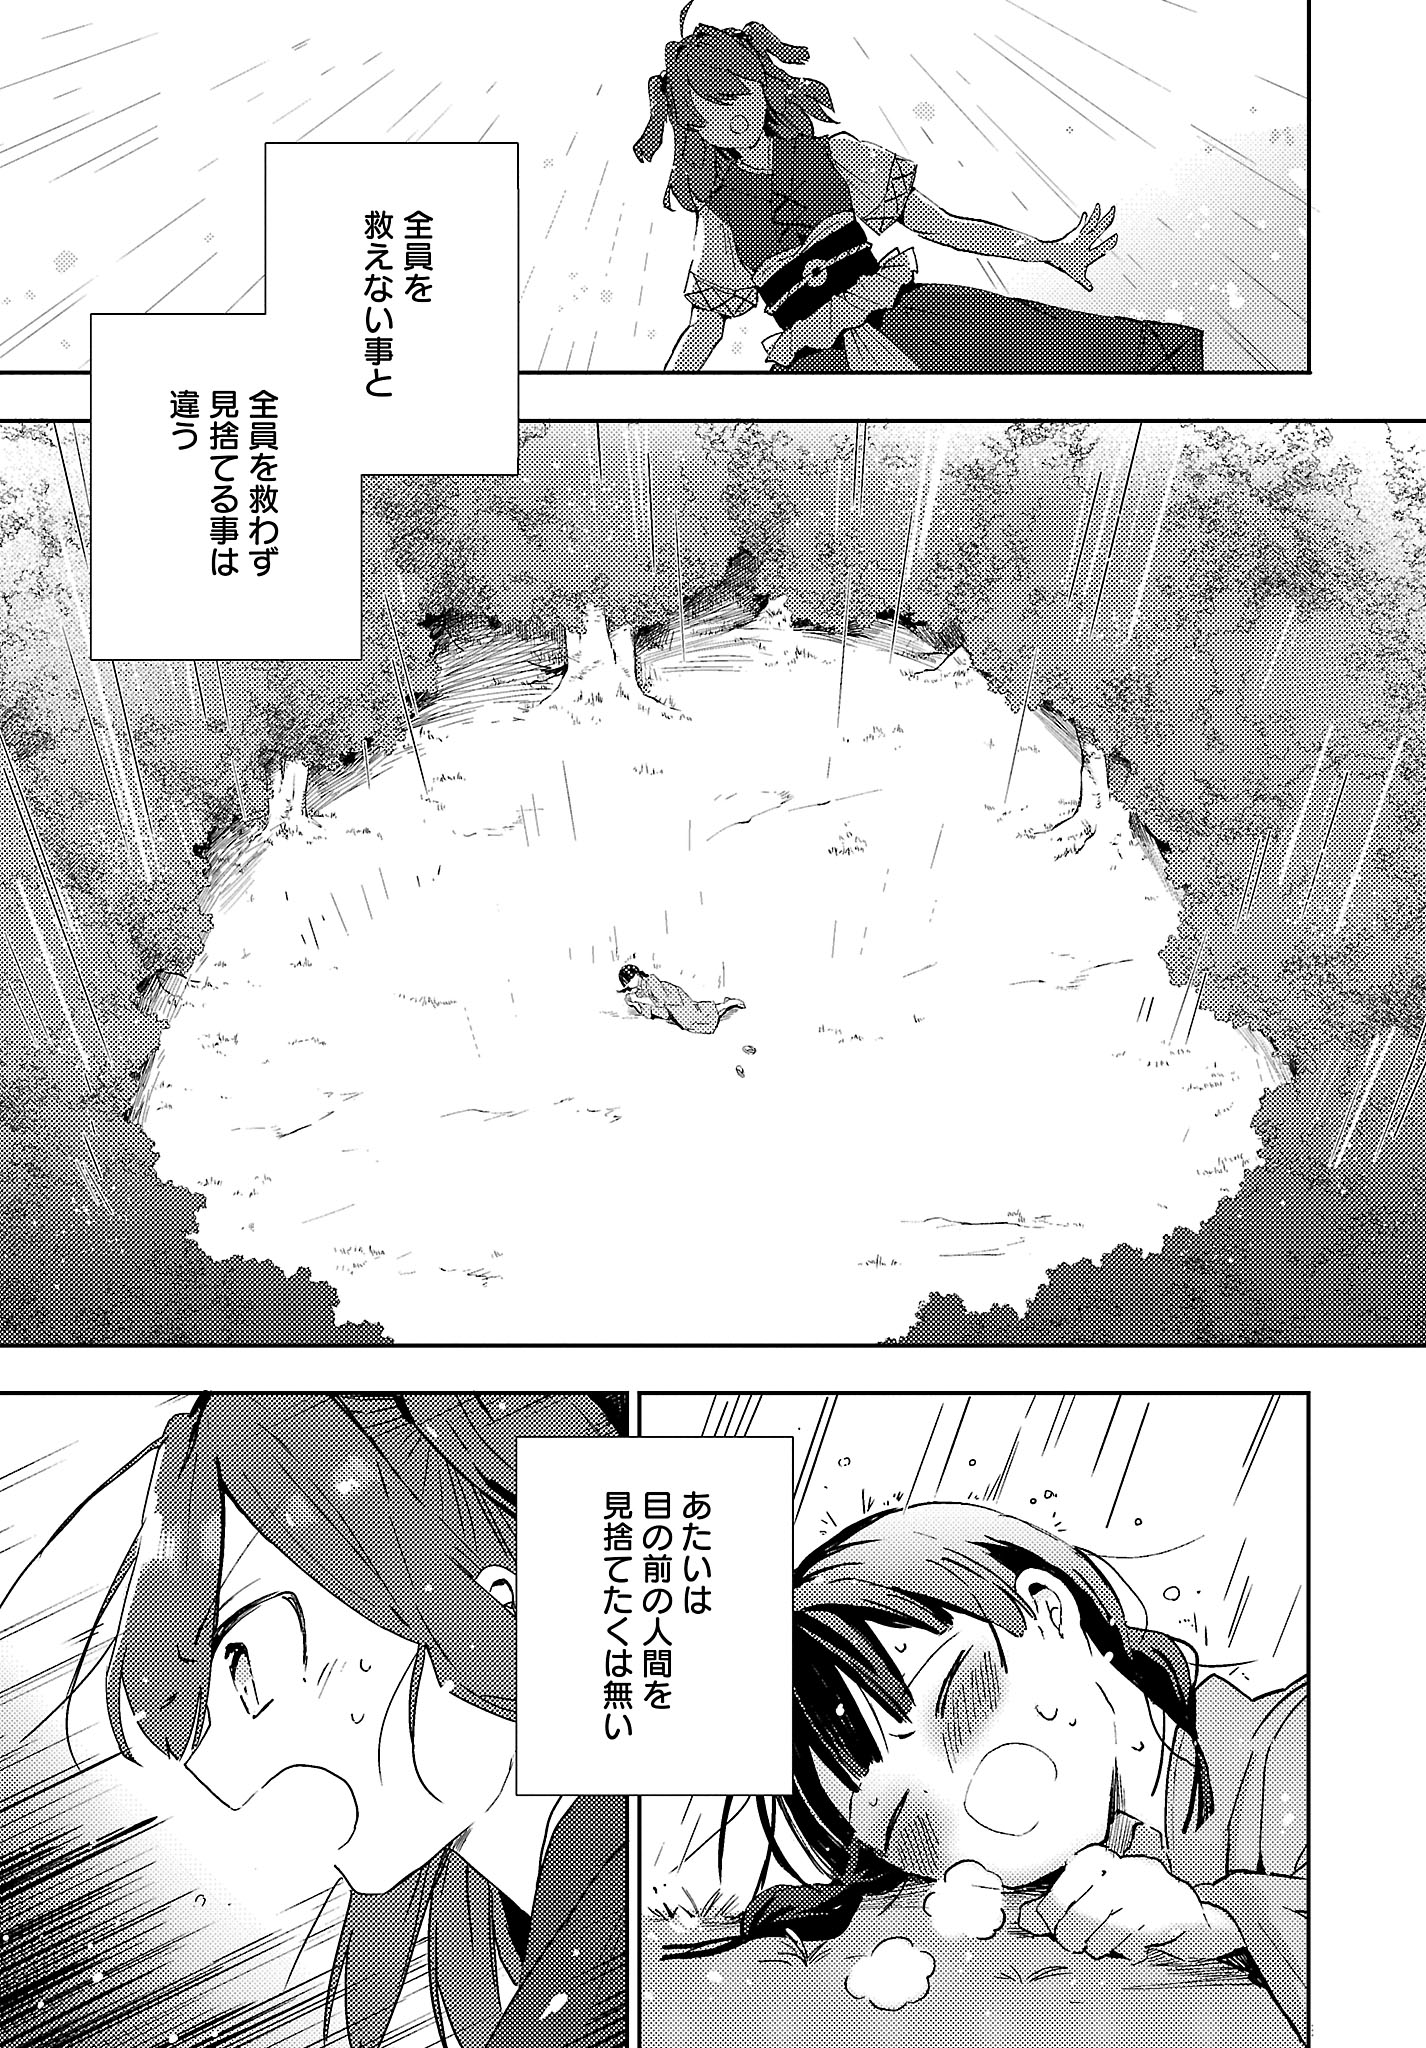 全員を
救えない事と
全員を救わず
見捨てる事は
違う
あたいは
目の前の人間を
見捨てたくは無い